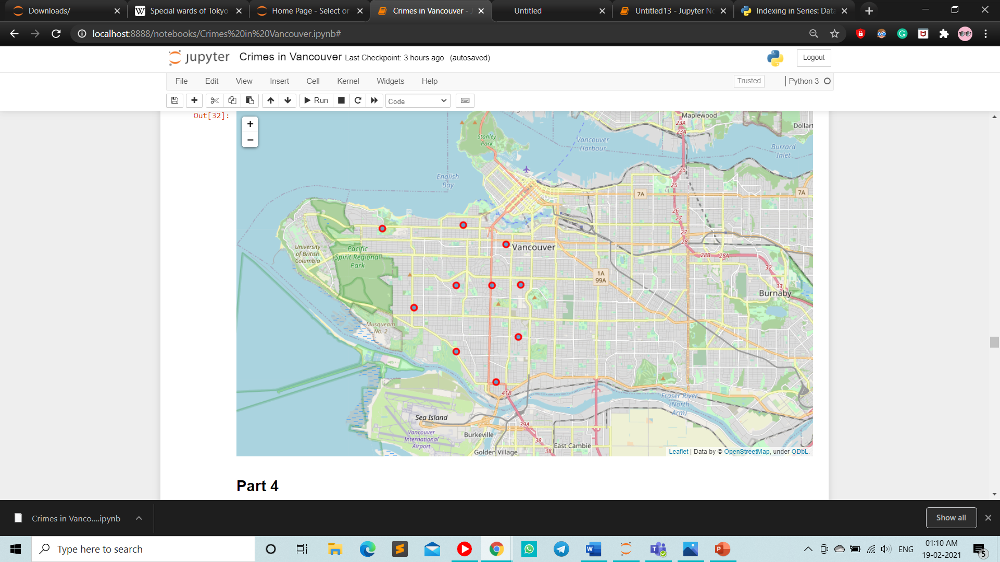 Downloads/
Special wards of Tokyo
Home Page - Select or
Crimes in Vancouver - J
Untitled
Untitled13 - Jupyter No
Indexing in Series: Data
localhost:8888/notebooks/Crimes%20in%20Vancouver.ipynb#
jupyter Crimes in Vancouver Last Checkpoint: 3 hours ago (autosaved)
Logout
File Edit View Insert Cell Kernel Widgets Help
Trusted
Python 3
Run
Code
Out[32]:
+
−
Maplewood
23A
23A
Dollart
Stanley
Park
Vancouver
Harbour
Burrard
Inlet
25
English
Bay
25
7A
7A
26
27
27
28
Vancouver
University
of British
Columbia
Pacific
Spirit Regional
Park
28B
28A
32
1A
99A
33
Burnaby
Musqueam
No. 2
41B
Fraser River
(North
Arm)
Sea Island
39A
Vancouver
International
Airport
Burkeville
38
East Cambie
38
Golden Village
Leaflet | Data by © OpenStreetMap, under ODbL.
Part 4
Crimes in Vanco....ipynb
Show all
Type here to search
ENG
01:10 AM
19-02-2021
5